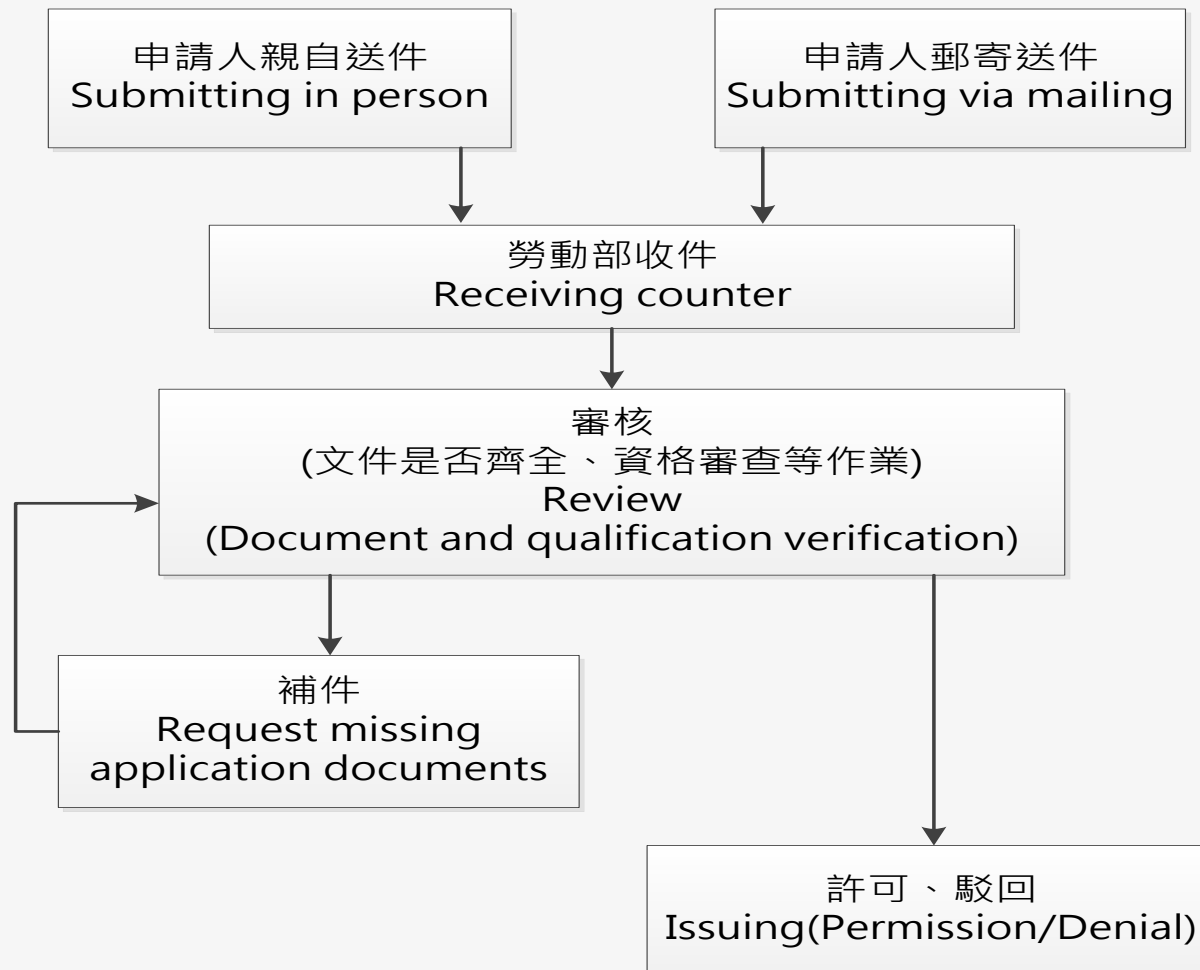 申請人親自送件
Submitting in person
申請人郵寄送件
Submitting via mailing
勞動部收件
Receiving counter
審核
(文件是否齊全、資格審查等作業)
Review
(Document and qualification verification)
補件
Request missing
application documents
許可、駁回
Issuing(Permission/Denial)